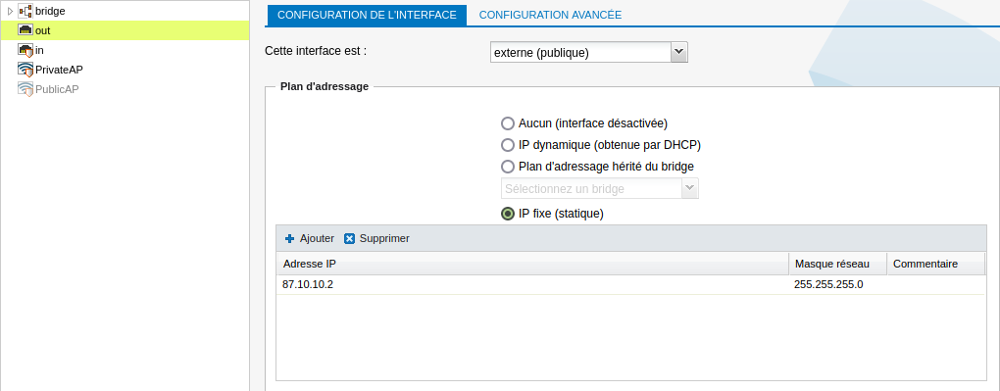 bridge
out
in
PrivateAP
PublicAP
CONFIGURATION DE L'INTERFACE
CONFIGURATION AVANCÉE
Cette interface est :
externe (publique)
Plan d'adressage
Aucun (interface désactivée)
IP dynamique (obtenue par DHCP)
Plan d'adressage hérité du bridge
Sélectionnez un bridge
IP fixe (statique)
Ajouter Supprimer
Adresse IP Masque réseau Commentaire
87.10.10.2 255.255.255.0